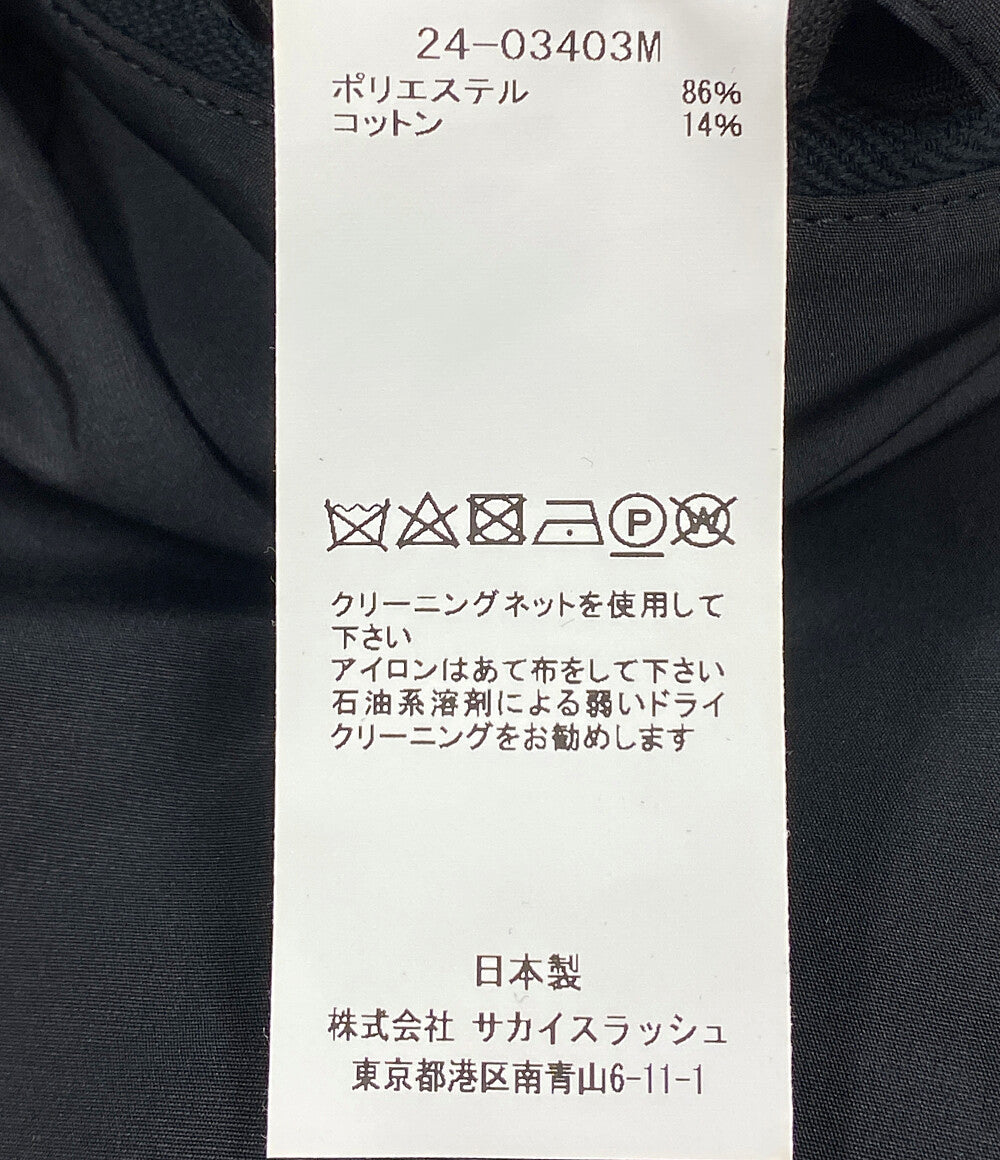 24-03403M
ポリエステル 86%
コットン 14%
P W
クリーニングネットを使用して
下さい
アイロンはあて布をして下さい
石油系溶剤による弱いドライ
クリーニングをお勧めします
日本製
株式会社 サカイスラッシュ
東京都港区南青山6-11-1